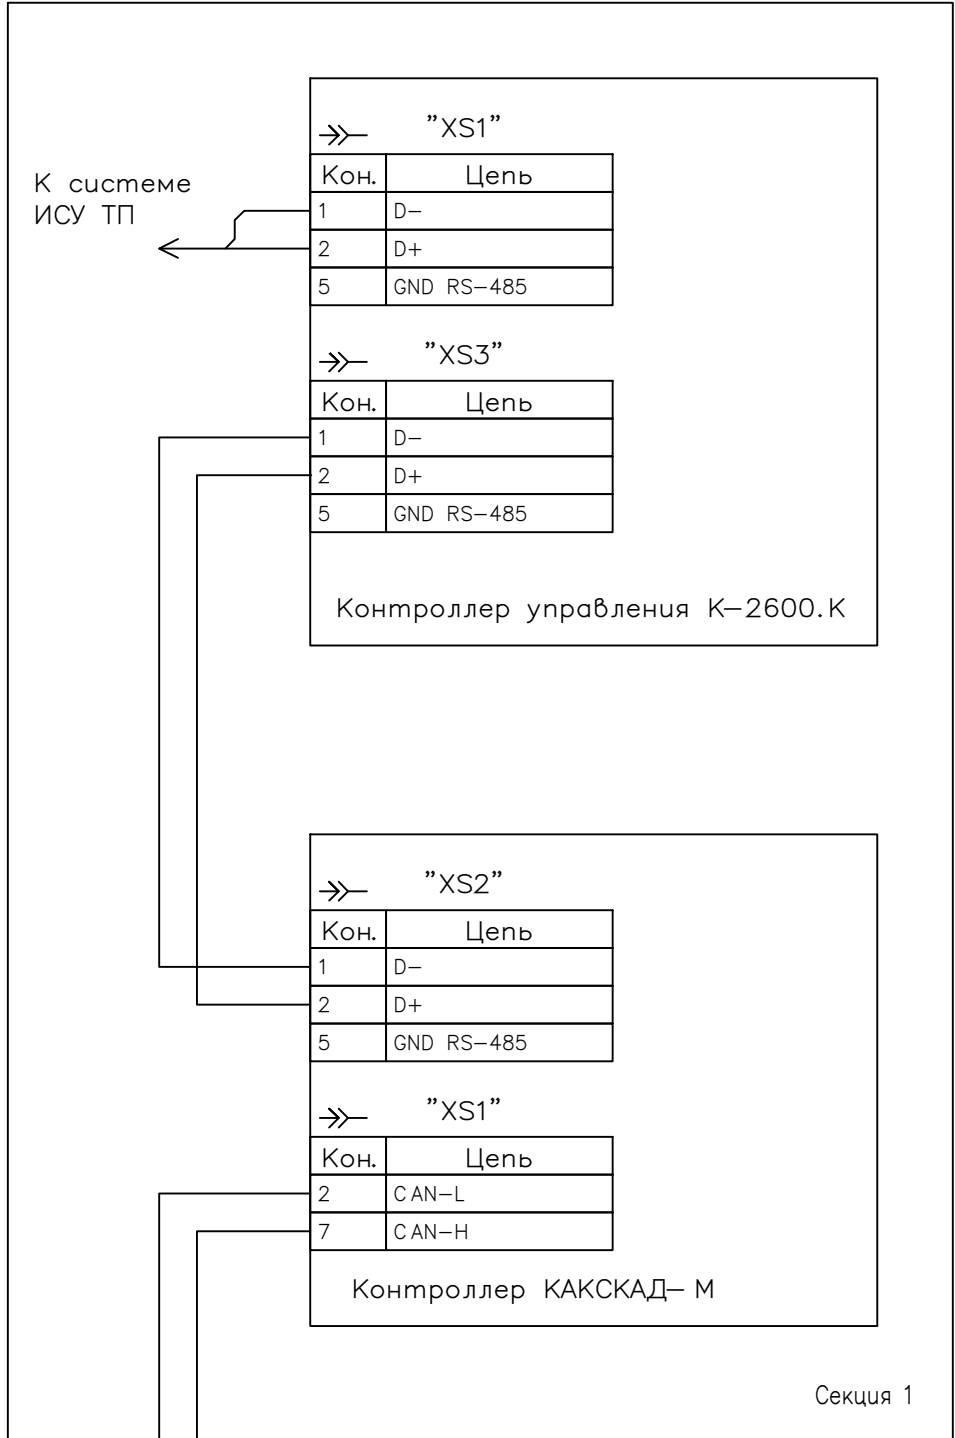 К системе
ИСУ ТП
"XS1"
Кон. Цепь
1 D-
2 D+
5 GND RS-485
"XS3"
Кон. Цепь
1 D-
2 D+
5 GND RS-485
Контроллер управления К-2600.К
"XS2"
Кон. Цепь
1 D-
2 D+
5 GND RS-485
"XS1"
Кон. Цепь
2 CAN-L
7 CAN-H
Контроллер КАКСКАД- М
Секция 1